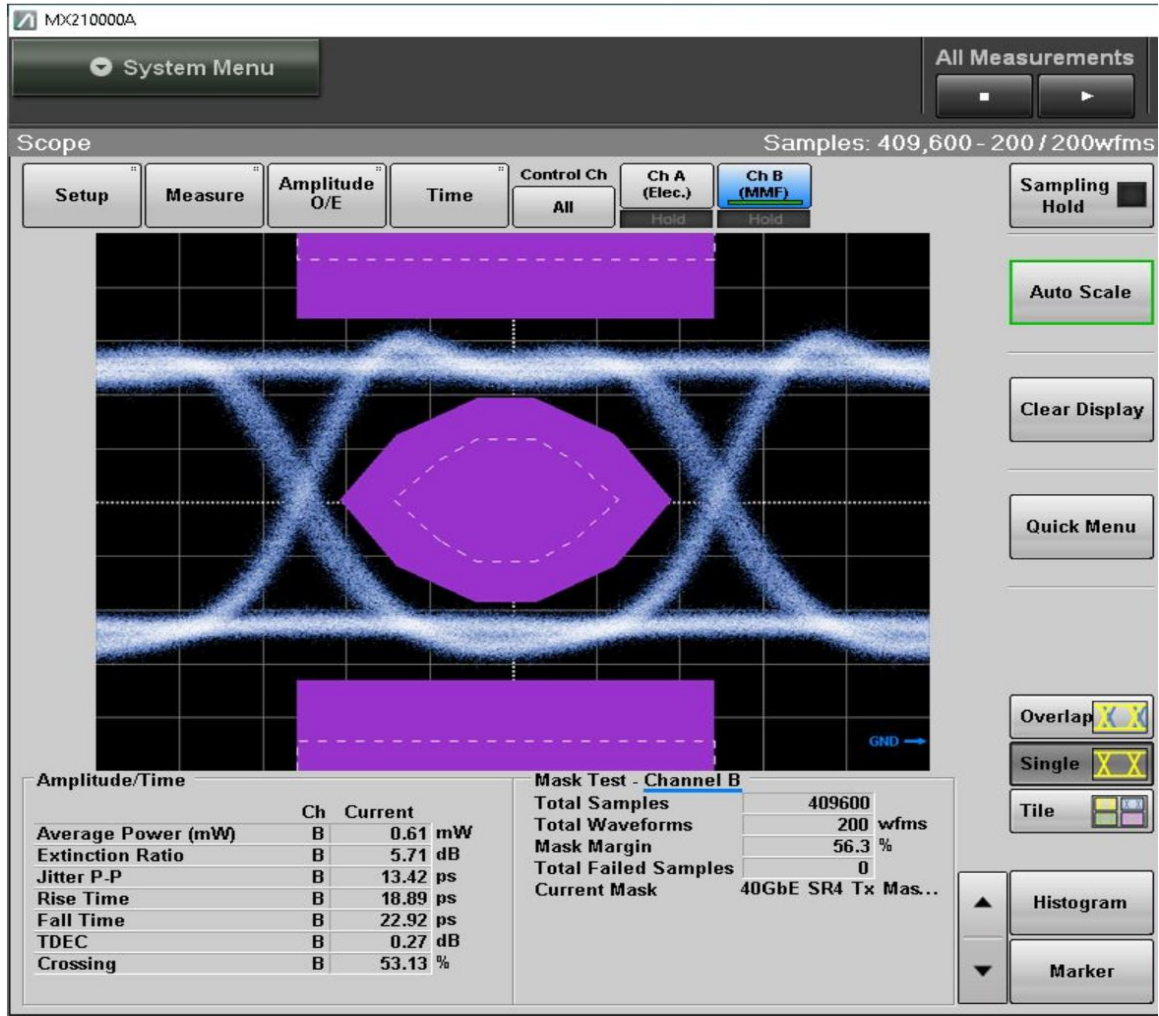 MX210000A
System Menu
All Measurements
Scope
Samples: 409,600 - 200 / 200wfms
Setup
Measure
Amplitude
O/E
Time
Control Ch
All
Ch A
(Elec.)
Hold
Ch B
(MMF)
Hold
Sampling
Hold
Auto Scale
Clear Display
Quick Menu
GND
Overlap
Single
Tile
Histogram
Marker
Amplitude/Time
Ch Current
Average Power (mW) B 0.61 mW
Extinction Ratio B 5.71 dB
Jitter P-P B 13.42 ps
Rise Time B 18.89 ps
Fall Time B 22.92 ps
TDEC B 0.27 dB
Crossing B 53.13 %
Mask Test - Channel B
Total Samples 409600
Total Waveforms 200 wfms
Mask Margin 56.3 %
Total Failed Samples 0
Current Mask 40GbE SR4 Tx Mas...